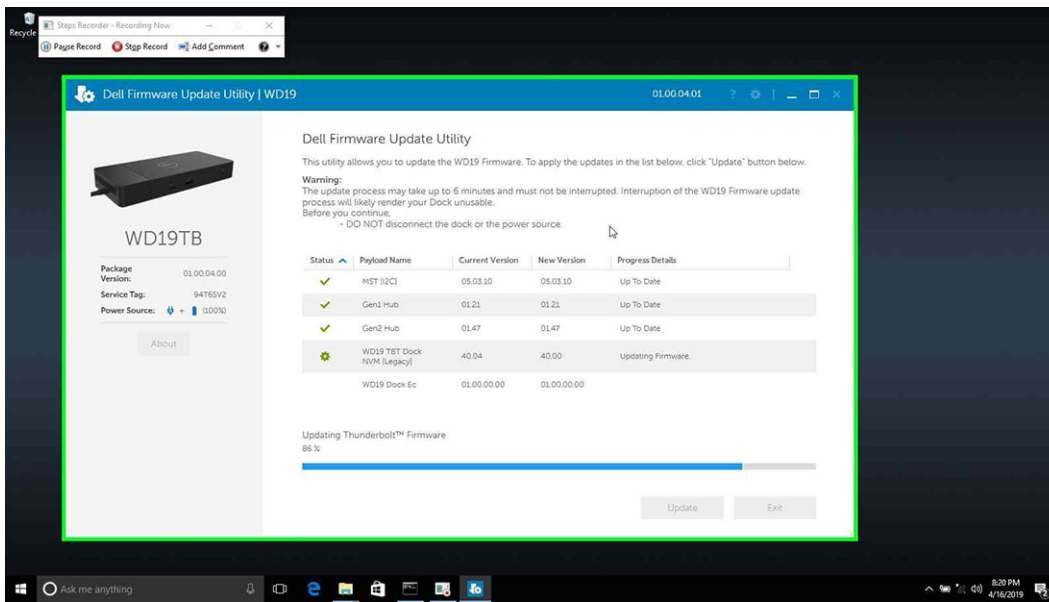 Steps Recorder - Recording Now
Recycle
Pause Record Stop Record Add Comment
Dell Firmware Update Utility | WD19 01.00.04.01 ?
Dell Firmware Update Utility
This utility allows you to update the WD19 Firmware. To apply the updates in the list below, click "Update" button below.
Warning:
The update process may take up to 6 minutes and must not be interrupted. Interruption of the WD19 Firmware update
process will likely render your Dock unusable.
Before you continue,
- DO NOT disconnect the dock or the power source.
WD19TB
Package Version: 01.00.04.00
Service Tag: 94T6SV2
Power Source: + (100%)
About
Status Payload Name Current Version New Version Progress Details
MST [I2C] 05.03.10 05.03.10 Up To Date
Gen1 Hub 01.21 01.21 Up To Date
Gen2 Hub 01.47 01.47 Up To Date
WD19 TBT Dock NVM [Legacy] 40.04 40.00 Updating Firmware.
WD19 Dock Ec 01.00.00.00 01.00.00.00
Updating Thunderbolt™ Firmware
86 %
Update Exit
Ask me anything
8:20 PM
4/16/2019